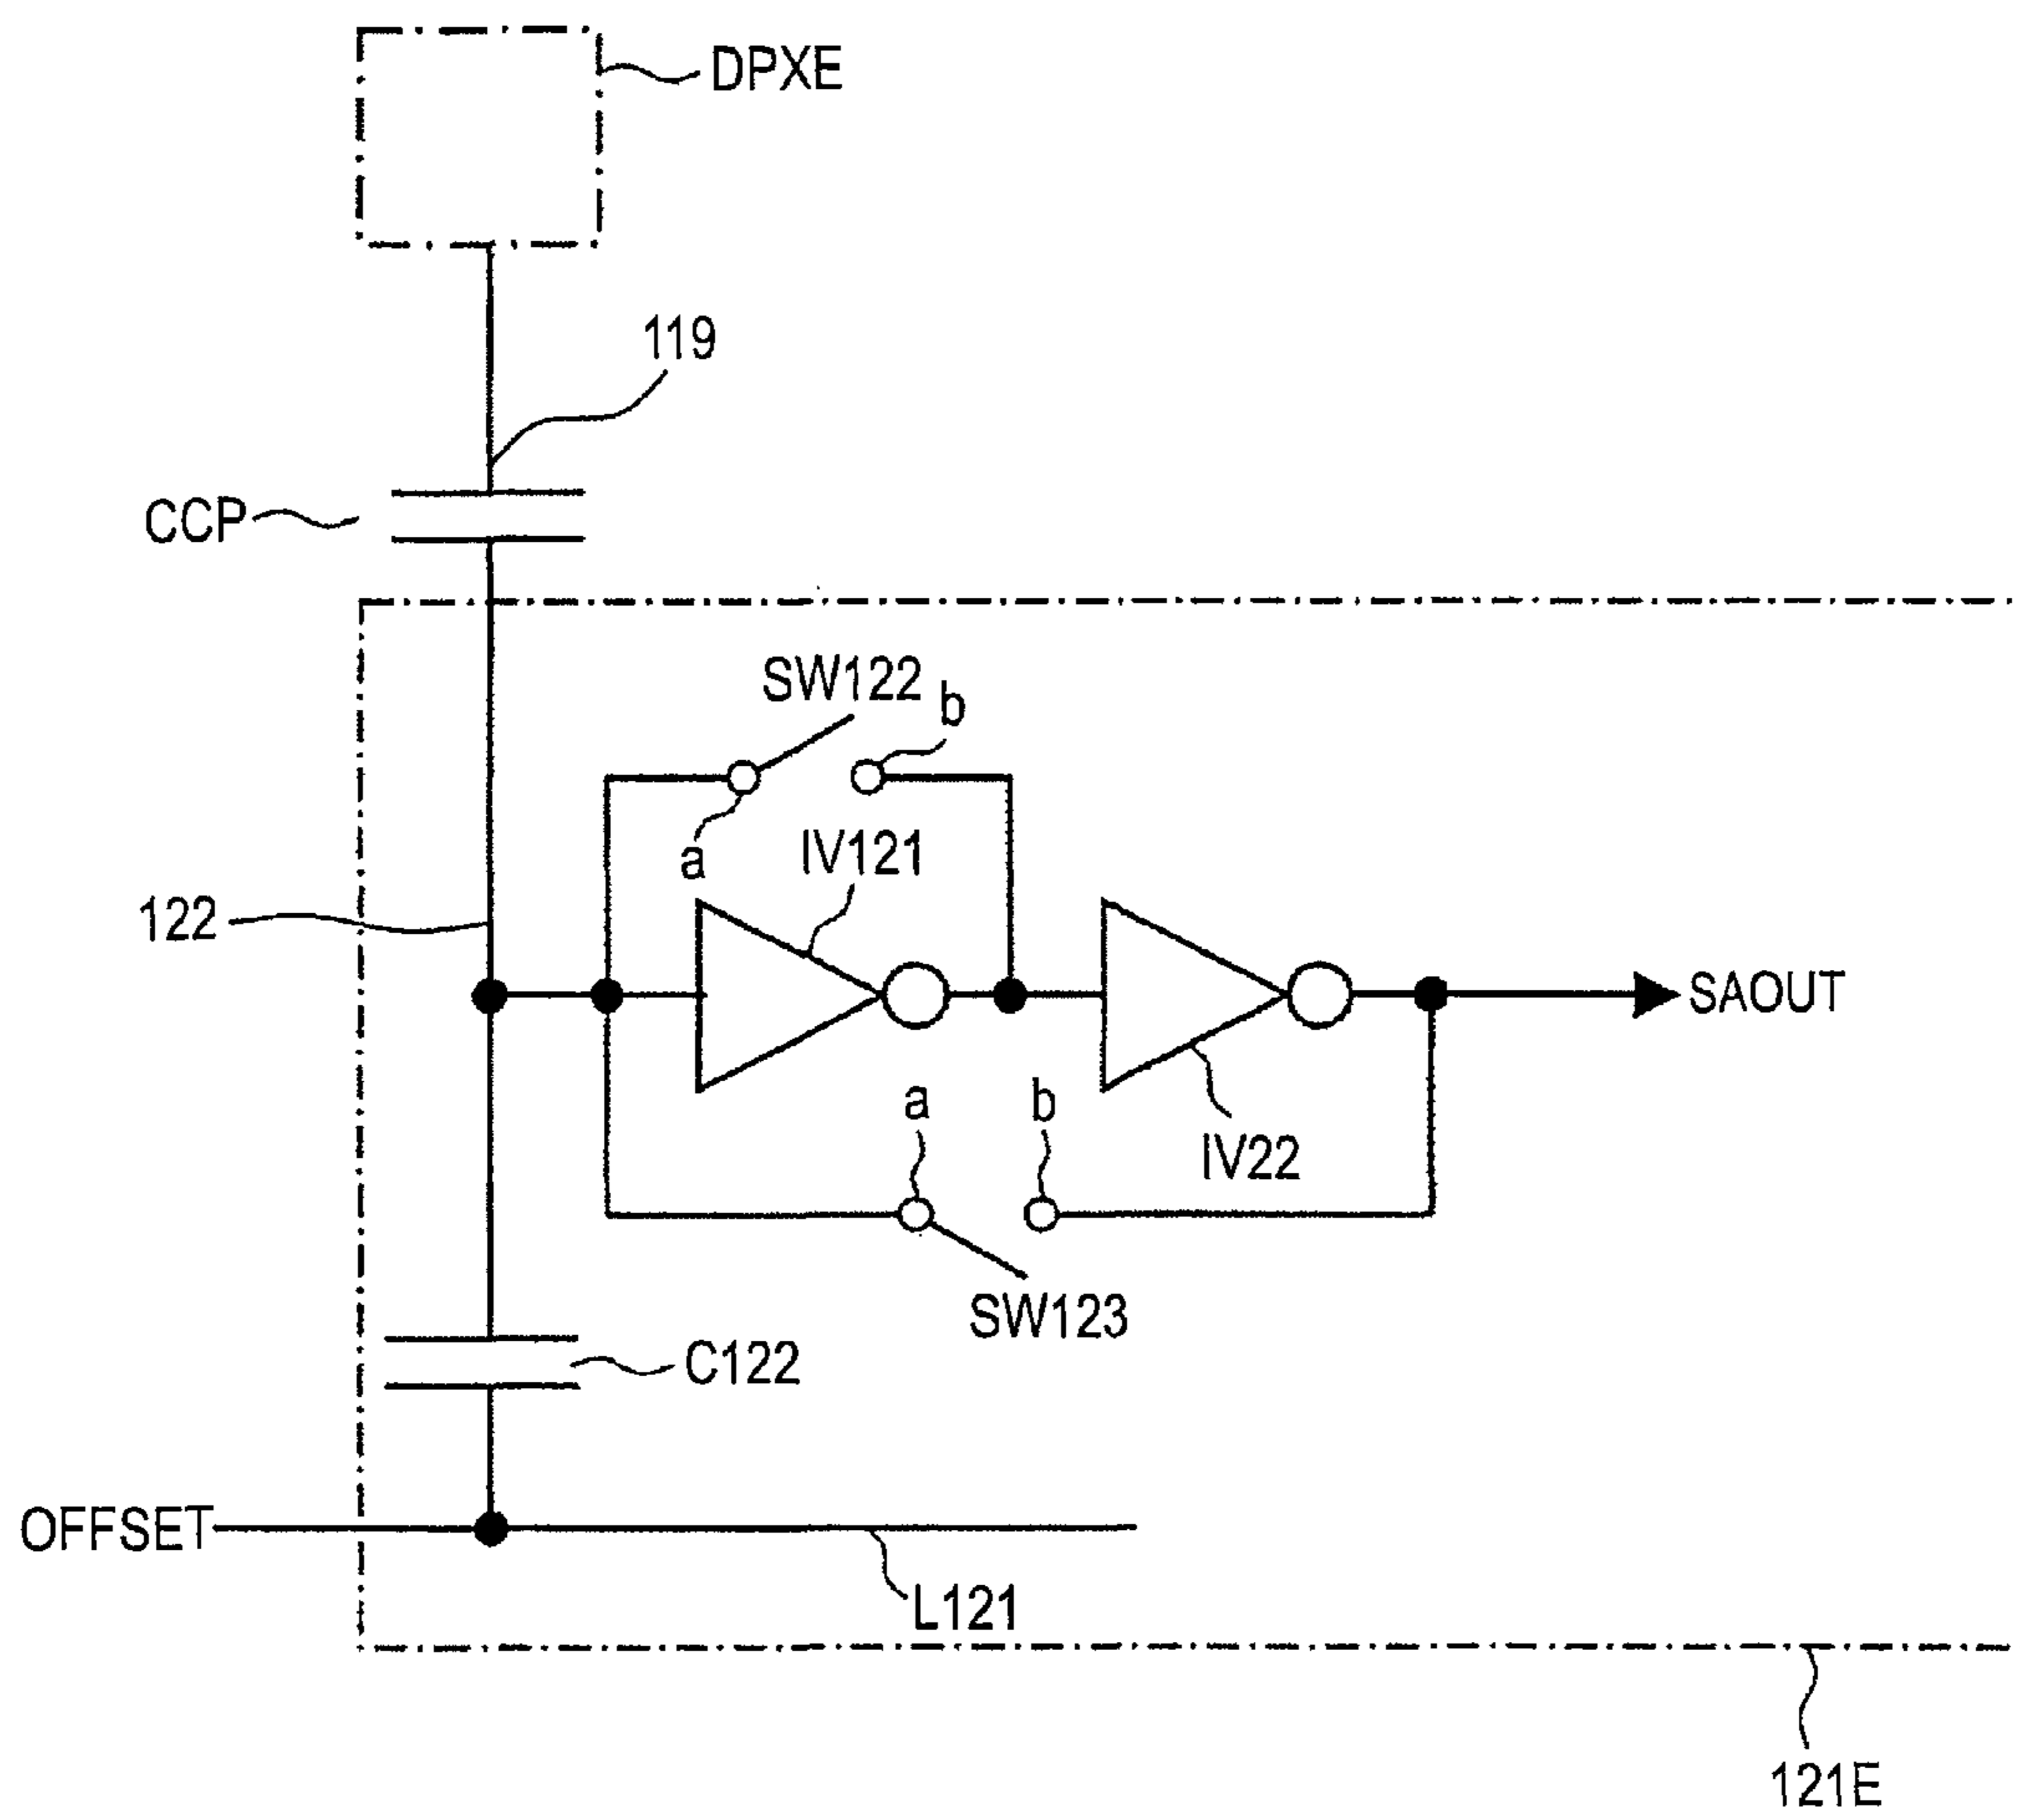 DPXE
119
CCP
SW122
b
a
IV121
122
SAOUT
a
b
IV22
SW123
C122
OFFSET
L121
121E